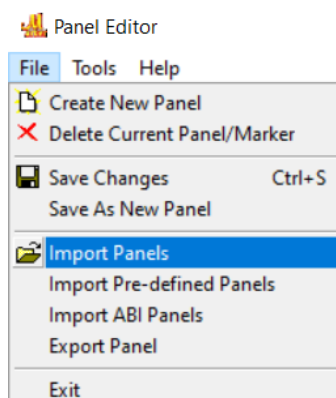 Panel Editor
File Tools Help
Create New Panel
Delete Current Panel/Marker
Save Changes Ctrl+S
Save As New Panel
Import Panels
Import Pre-defined Panels
Import ABI Panels
Export Panel
Exit